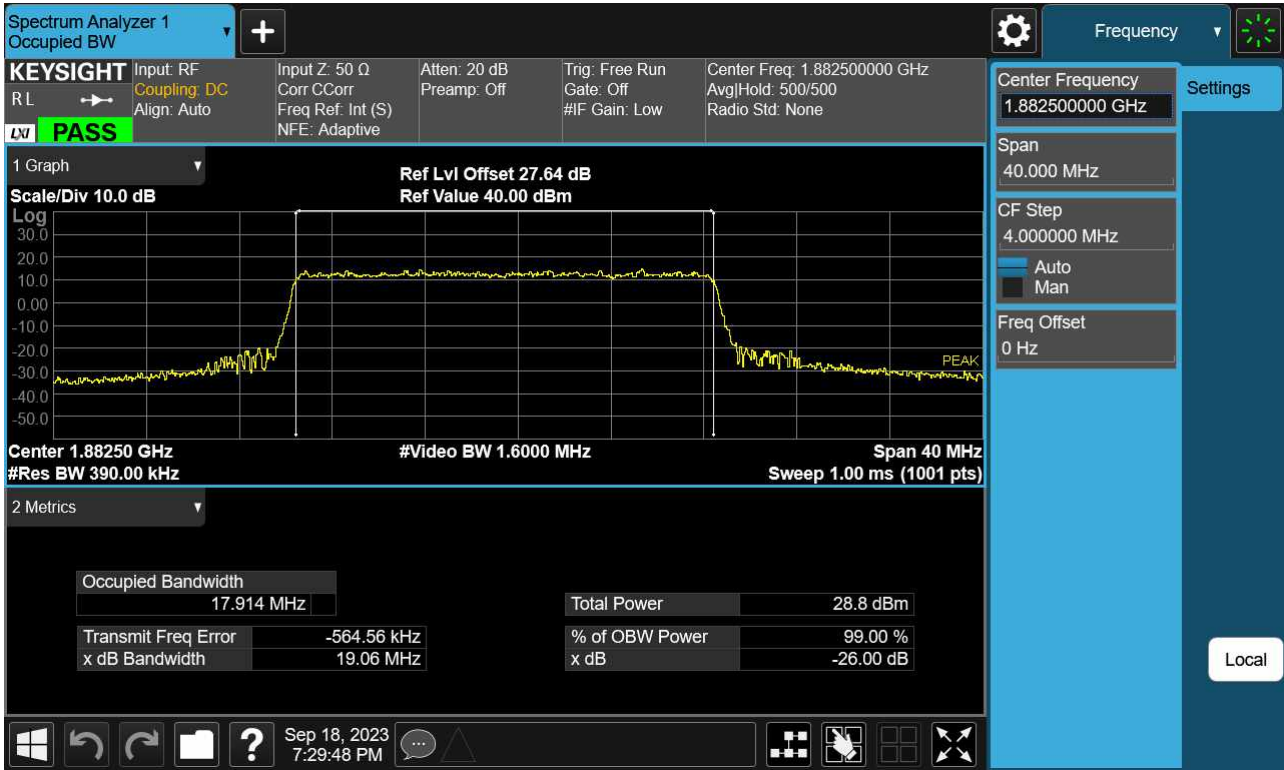 Spectrum Analyzer 1
Occupied BW
+
Frequency
KEYSIGHT
R L
LXI
PASS
Input: RF
Coupling: DC
Align: Auto
Input Z: 50 Ω
Corr CCorr
Freq Ref: Int (S)
NFE: Adaptive
Atten: 20 dB
Preamp: Off
Trig: Free Run
Gate: Off
#IF Gain: Low
Center Freq: 1.882500000 GHz
Avg|Hold: 500/500
Radio Std: None
Center Frequency
1.882500000 GHz
Settings
Span
40.000 MHz
CF Step
4.000000 MHz
Auto
Man
Freq Offset
0 Hz
Local
1 Graph
Scale/Div 10.0 dB
Ref Lvl Offset 27.64 dB
Ref Value 40.00 dBm
Log
30.0
20.0
10.0
0.00
-10.0
-20.0
-30.0
-40.0
-50.0
PEAK
Center 1.88250 GHz
#Video BW 1.6000 MHz
Span 40 MHz
#Res BW 390.00 kHz
Sweep 1.00 ms (1001 pts)
2 Metrics
Occupied Bandwidth
17.914 MHz
Transmit Freq Error -564.56 kHz
x dB Bandwidth 19.06 MHz
Total Power 28.8 dBm
% of OBW Power 99.00 %
x dB -26.00 dB
?
Sep 18, 2023
7:29:48 PM